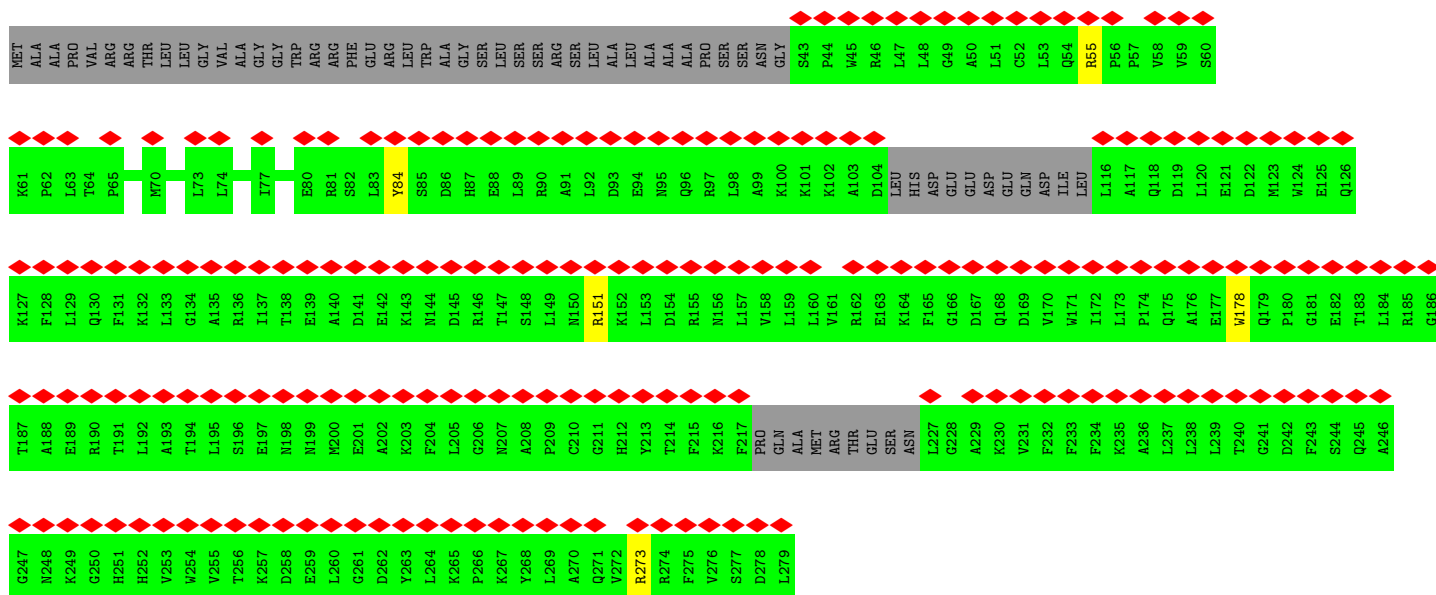 MET ALA ALA PRO VAL ARG ARG THR LEU LEU GLY VAL ALA GLY GLY TRP ARG ARG PHE GLU ARG LEU TRP ALA GLY SER LEU SER SER ARG SER LEU ALA LEU ALA ALA ALA PRO SER SER ASN GLY S43 P44 W45 R46 L47 L48 G49 A50 L51 C52 L53 Q54 R55 P56 P57 V58 V59 S60
K61 P62 L63 T64 P65 M70 L73 L74 I77 E80 R81 S82 L83 Y84 S85 D86 H87 E88 L89 R90 A91 L92 D93 E94 N95 Q96 R97 L98 A99 K100 K101 K102 A103 D104 LEU HIS ASP GLU GLU ASP GLU GLN ASP ILE LEU L116 A117 Q118 D119 L120 E121 D122 M123 W124 E125 Q126
K127 F128 L129 Q130 F131 K132 L133 G134 A135 R136 I137 T138 E139 A140 D141 E142 K143 N144 D145 R146 T147 S148 L149 N150 R151 K152 L153 D154 R155 N156 L157 V158 L159 L160 V161 R162 E163 K164 F165 G166 D167 Q168 D169 V170 W171 I172 L173 P174 Q175 A176 E177 W178 Q179 P180 G181 E182 T183 L184 R185 G186
T187 A188 E189 R190 T191 L192 A193 T194 L195 S196 E197 N198 N199 M200 E201 A202 K203 F204 L205 G206 N207 A208 P209 C210 G211 H212 Y213 T214 F215 K216 F217 PRO GLN ALA MET ARG THR GLU SER ASN L227 G228 A229 K230 V231 F232 F233 F234 K235 A236 L237 L238 L239 T240 G241 D242 F243 S244 Q245 A246
G247 N248 K249 G250 H251 H252 V253 W254 V255 T256 K257 D258 E259 L260 G261 D262 Y263 L264 K265 P266 K267 Y268 L269 A270 Q271 V272 R273 R274 F275 V276 S277 D278 L279